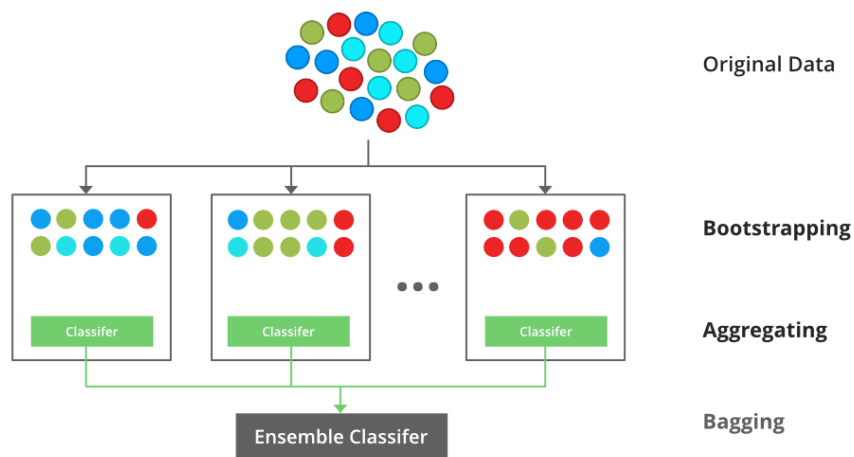 Original Data
Bootstrapping
Classifer
Classifer
Classifer
Aggregating
Ensemble Classifer
Bagging